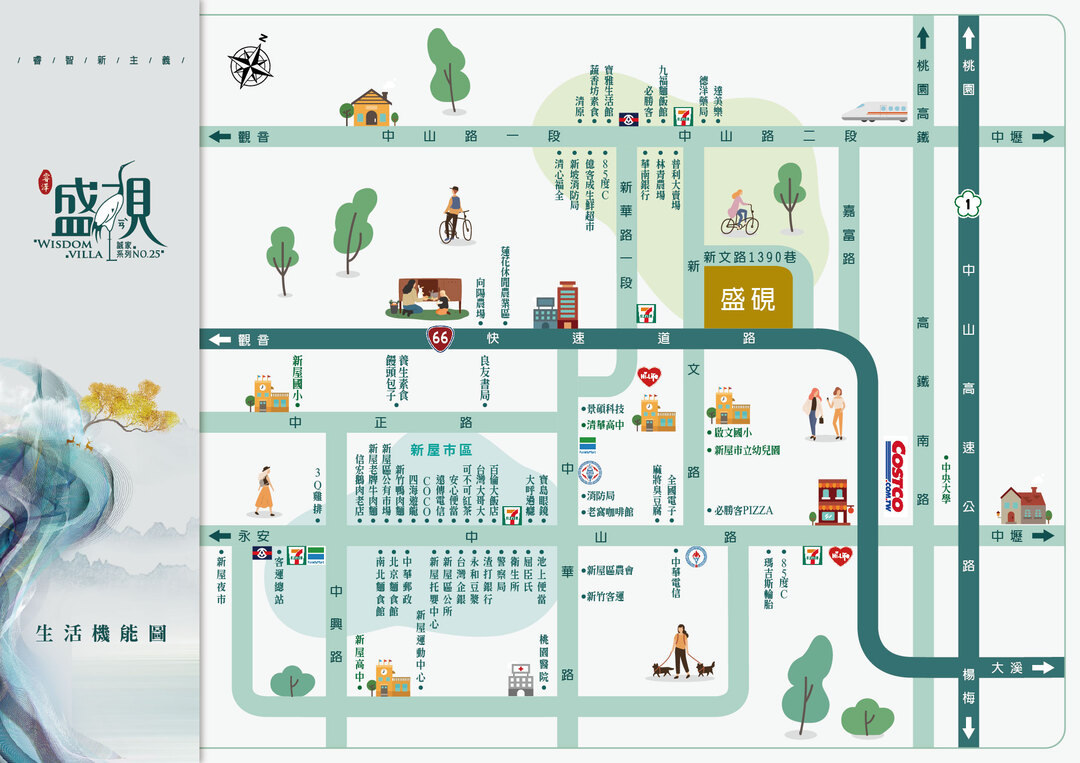 / 睿 / 智 / 新 / 主 / 義 /
盛硯
WISDOM VILLA
誠家系列NO.25
生活機能圖
N
觀音
中山路一段
中山路二段
中壢
桃園高鐵
桃園
清原
蔬香坊素食
寶雅生活館
必勝客
九福麵飯館
7
德洋藥局
達美樂
清心福全
新坡消防局
億客成生鮮超市
85度C
新華路一段
華南銀行
林青農場
普利大賣場
嘉富路
1
中山高速公路
新文路1390巷
盛硯
新文路
向陽農場
蓮花休閒農業區
觀音
66
快速道路
新屋國小
饅頭包子
養生素食
良友書局
中正路
Hi-Life
景碩科技
清華高中
FamilyMart
啟文國小
新屋市立幼兒園
高鐵南路
COSTCO
.COM.TW
中央大學
新屋市區
3Q雞排
信宏鵝肉老店
新屋老牌牛肉麵
新屋區公有市場
新竹鴨肉麵
四海遊龍
COCO
遠傳電信
安心便當
可不可紅茶
台灣大哥大
百倫大飯店
大呼過癮
寶島眼鏡
中華路
消防局
老窩咖啡館
麻將臭豆腐
全國電子
必勝客PIZZA
永安
中山路
中壢
新屋夜市
客運總站
FamilyMart
中興路
南北麵食館
北京麵食館
中華郵政
新屋運動中心
新屋托嬰中心
新屋區公所
台灣企銀
永和豆漿
渣打銀行
警察局
衛生所
屈臣氏
池上便當
新屋區農會
新竹客運
中華電信
瑪吉斯輪胎
85度C
Hi-Life
新屋高中
桃園醫院
大溪
楊梅